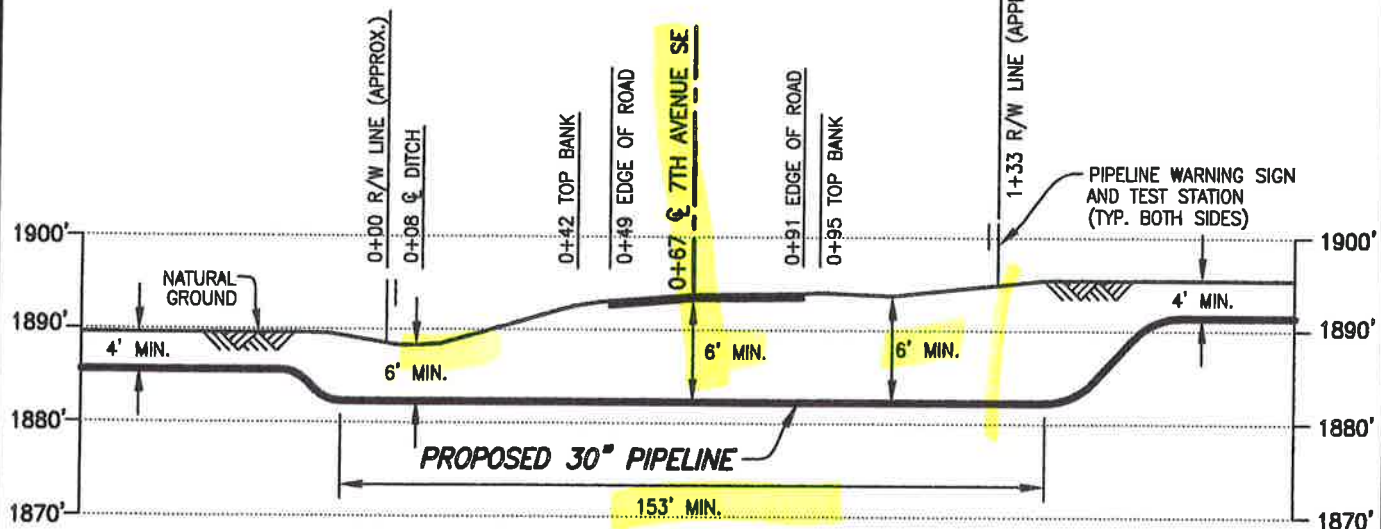 0+00 R/W LINE (APPROX.)
0+08 ℄ DITCH
0+42 TOP BANK
0+49 EDGE OF ROAD
0+67 ℄ 7TH AVENUE SE
0+91 EDGE OF ROAD
0+95 TOP BANK
1+33 R/W LINE
PIPELINE WARNING SIGN
AND TEST STATION
(TYP. BOTH SIDES)
1900'
1900'
NATURAL
GROUND
1890'
4' MIN.
6' MIN.
6' MIN.
6' MIN.
4' MIN.
1890'
1880'
1880'
PROPOSED 30" PIPELINE
153' MIN.
1870'
1870'